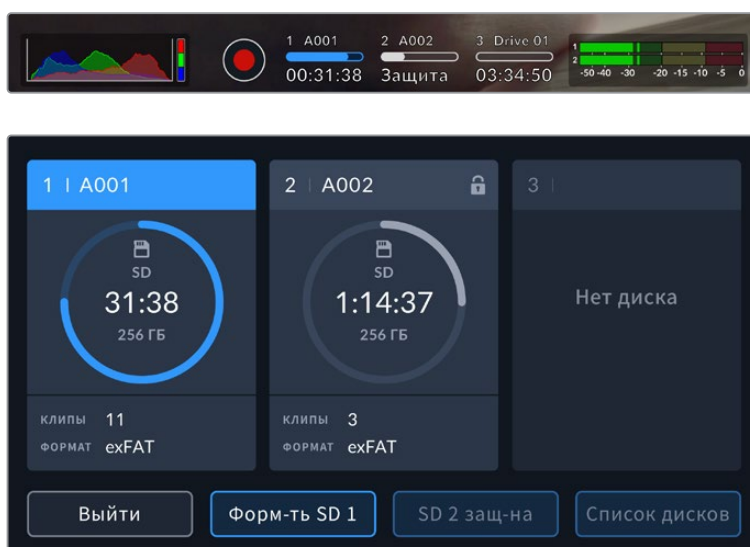 1 A001 2 A002 3 Drive 01
00:31:38 Защита 03:34:50
1
2
-50 -40 -30 -20 -15 -10 -5 0
1 | A001
SD
31:38
256 ГБ
КЛИПЫ 11
ФОРМАТ exFAT
2 | A002
SD
1:14:37
256 ГБ
КЛИПЫ 3
ФОРМАТ exFAT
3 |
Нет диска
Выйти Форм-ть SD 1 SD 2 защ-на Список дисков